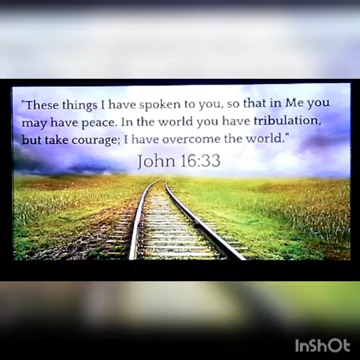 "These things I have spoken to you, so that in Me you
may have peace. In the world you have tribulation,
but take courage; I have overcome the world."
John 16:33
InShOt